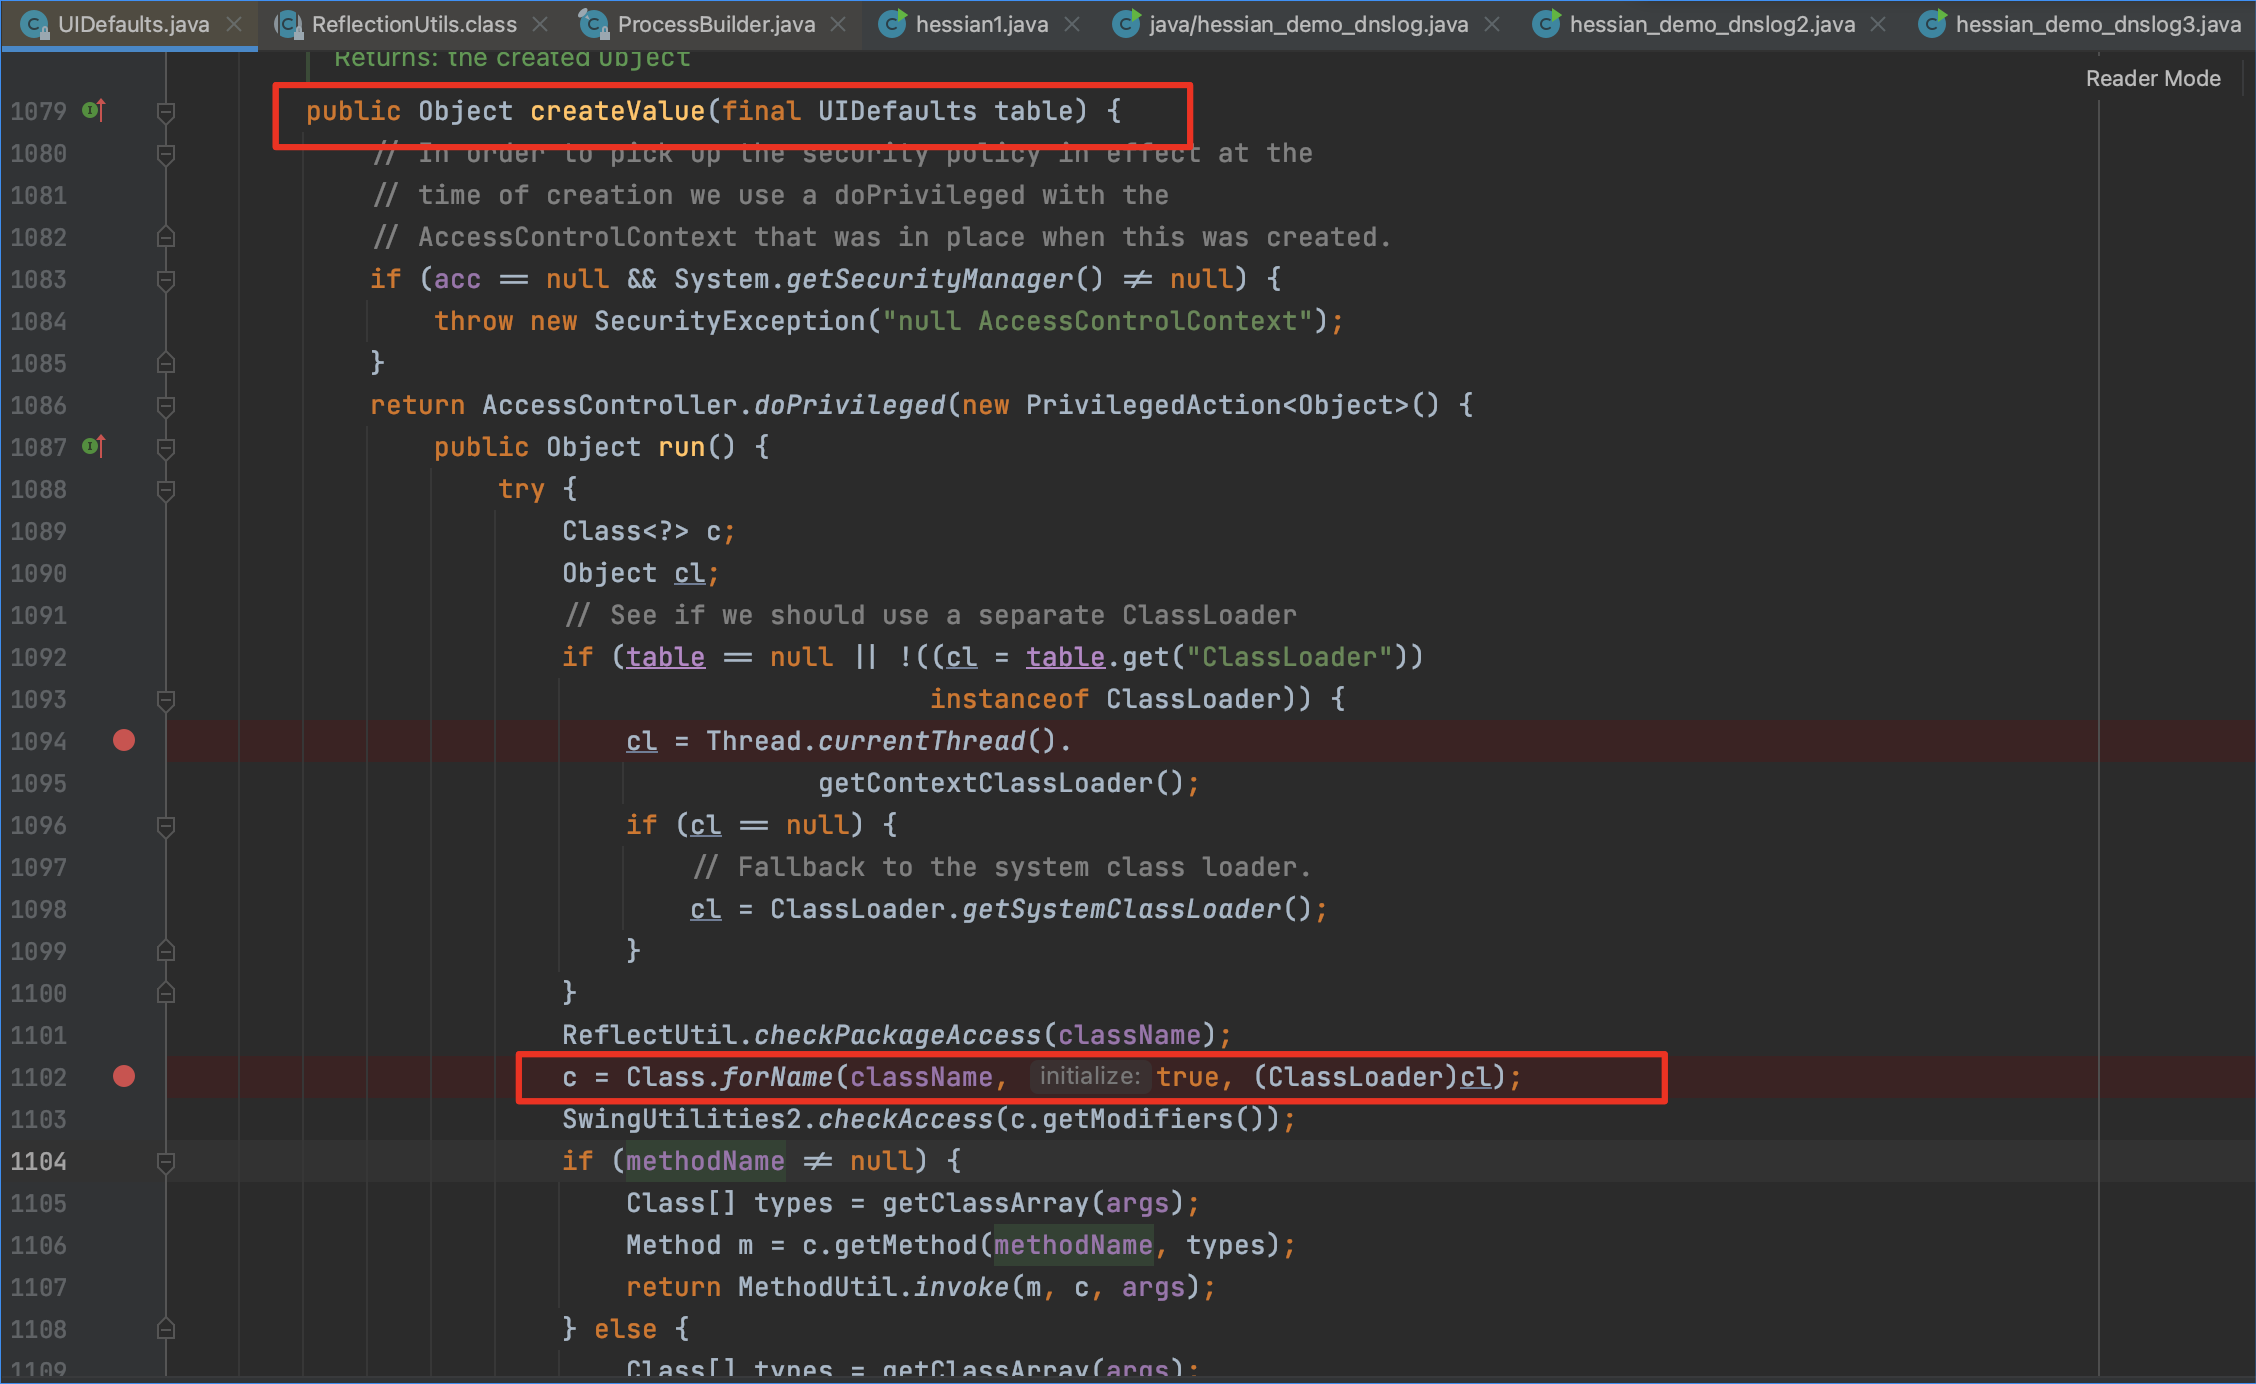 UIDefaults.java ReflectionUtils.class ProcessBuilder.java hessian1.java java/hessian_demo_dnslog.java hessian_demo_dnslog2.java hessian_demo_dnslog3.java
Returns: the created Object
Reader Mode
1079 public Object createValue(final UIDefaults table) {
1080 // In order to pick up the security policy in effect at the
1081 // time of creation we use a doPrivileged with the
1082 // AccessControlContext that was in place when this was created.
1083 if (acc == null && System.getSecurityManager() != null) {
1084 throw new SecurityException("null AccessControlContext");
1085 }
1086 return AccessController.doPrivileged(new PrivilegedAction<Object>() {
1087 public Object run() {
1088 try {
1089 Class<?> c;
1090 Object cl;
1091 // See if we should use a separate ClassLoader
1092 if (table == null || !((cl = table.get("ClassLoader"))
1093 instanceof ClassLoader)) {
1094 cl = Thread.currentThread().
1095 getContextClassLoader();
1096 if (cl == null) {
1097 // Fallback to the system class loader.
1098 cl = ClassLoader.getSystemClassLoader();
1099 }
1100 }
1101 ReflectUtil.checkPackageAccess(className);
1102 c = Class.forName(className, initialize: true, (ClassLoader)cl);
1103 SwingUtilities2.checkAccess(c.getModifiers());
1104 if (methodName != null) {
1105 Class[] types = getClassArray(args);
1106 Method m = c.getMethod(methodName, types);
1107 return MethodUtil.invoke(m, c, args);
1108 } else {
1109 Class[] types = getClassArray(args);